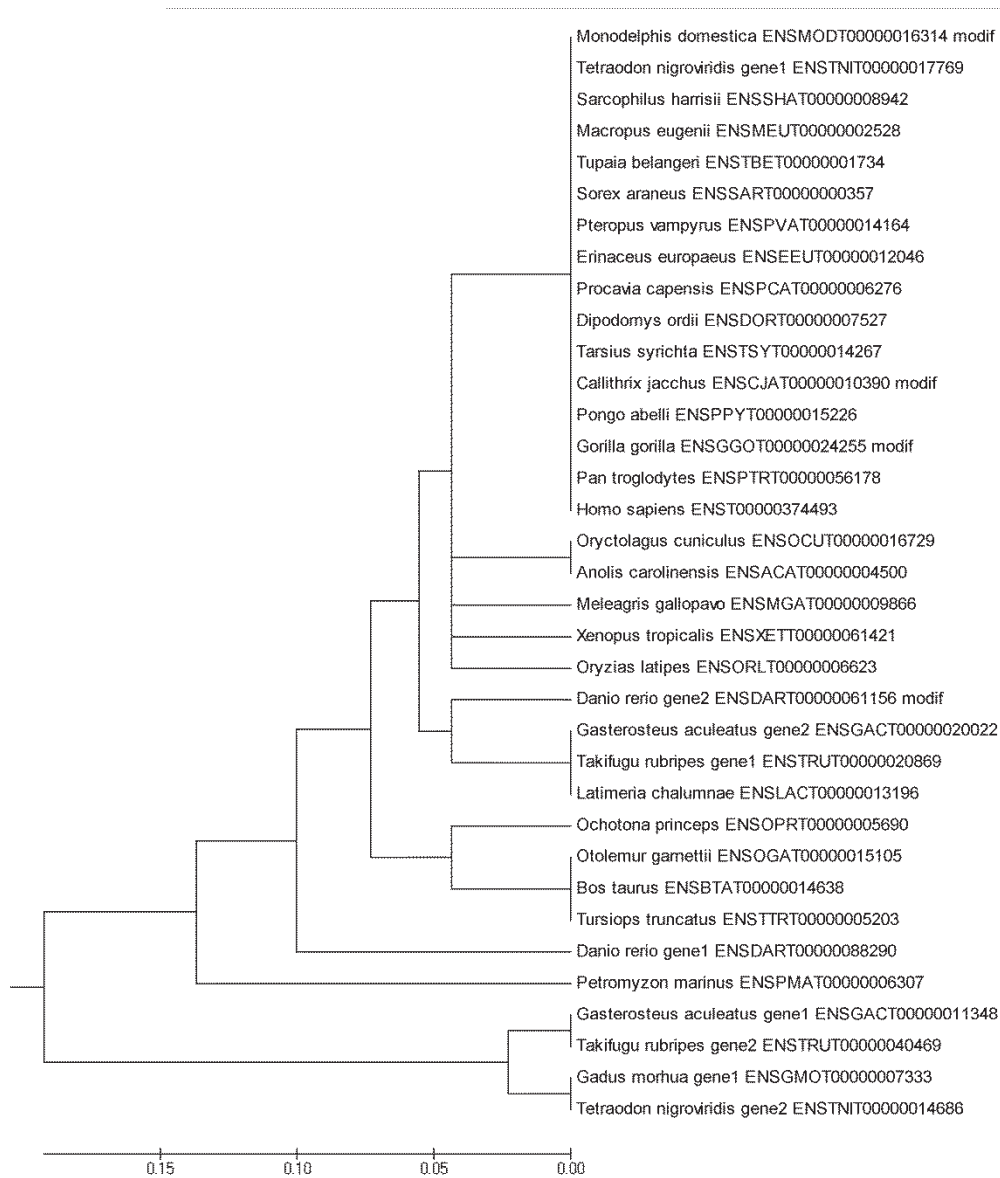 Monodelphis domestica ENSMODT00000016314 modif
Tetraodon nigroviridis gene1 ENSTNIT00000017769
Sarcophilus harrisii ENSSHAT00000008942
Macropus eugenii ENSMEUT00000002528
Tupaia belangeri ENSTBET00000001734
Sorex araneus ENSSART00000000357
Pteropus vampyrus ENSPVAT00000014164
Erinaceus europaeus ENSEEUT00000012046
Procavia capensis ENSPCAT00000006276
Dipodomys ordii ENSDORT00000007527
Tarsius syrichta ENSTSYT00000014267
Callithrix jacchus ENSCJAT00000010390 modif
Pongo abelli ENSPPYT00000015226
Gorilla gorilla ENSGGOT00000024255 modif
Pan troglodytes ENSPTRT00000056178
Homo sapiens ENST00000374493
Oryctolagus cuniculus ENSOCUT00000016729
Anolis carolinensis ENSACAT00000004500
Meleagris gallopavo ENSMGAT00000009866
Xenopus tropicalis ENSXETT00000061421
Oryzias latipes ENSORLT00000006623
Danio rerio gene2 ENSDART00000061156 modif
Gasterosteus aculeatus gene2 ENSGACT00000020022
Takifugu rubripes gene1 ENSTRUT00000020869
Latimeria chalumnae ENSLACT00000013196
Ochotona princeps ENSOPRT00000005690
Otolemur garnettii ENSOGAT00000015105
Bos taurus ENSBTAT00000014638
Tursiops truncatus ENSTTRT00000005203
Danio rerio gene1 ENSDART00000088290
Petromyzon marinus ENSPMAT00000006307
Gasterosteus aculeatus gene1 ENSGACT00000011348
Takifugu rubripes gene2 ENSTRUT00000040469
Gadus morhua gene1 ENSGMOT00000007333
Tetraodon nigroviridis gene2 ENSTNIT00000014686
0.15 0.10 0.05 0.00